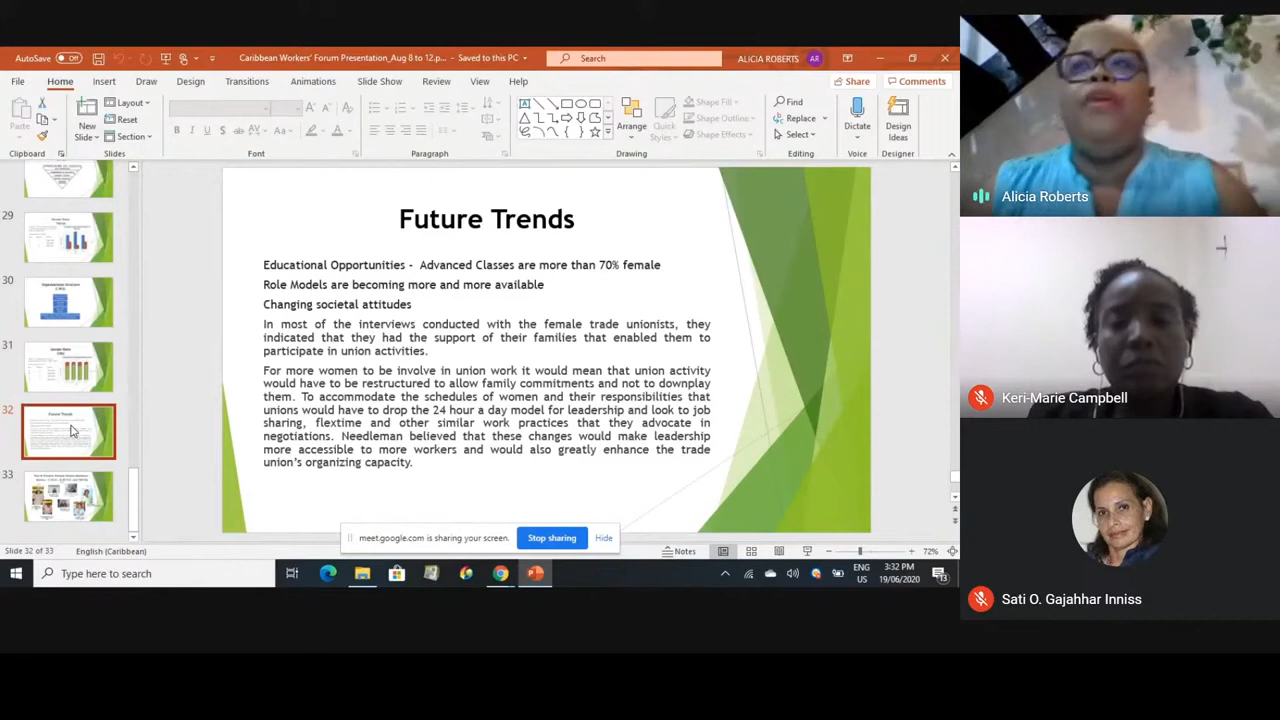 AutoSave Off
Caribbean Workers' Forum Presentation_Aug 8 to 12.p... - Saved to this PC
Search
ALICIA ROBERTS AR
File Home Insert Draw Design Transitions Animations Slide Show Review View Help
Share Comments
Paste
New
Slide
Layout
Reset
Section
B I U S
Aa
Arrange
Quick
Styles
Shape Fill
Shape Outline
Shape Effects
Find
Replace
Select
Dictate
Design
Ideas
Clipboard Slides Font Paragraph Drawing Editing Voice Designer
29
30
31
32
33
Future Trends
Educational Opportunities - Advanced Classes are more than 70% female
Role Models are becoming more and more available
Changing societal attitudes
In most of the interviews conducted with the female trade unionists, they
indicated that they had the support of their families that enabled them to
participate in union activities.
For more women to be involve in union work it would mean that union activity
would have to be restructured to allow family commitments and not to downplay
them. To accommodate the schedules of women and their responsibilities that
unions would have to drop the 24 hour a day model for leadership and look to job
sharing, flextime and other similar work practices that they advocate in
negotiations. Needleman believed that these changes would make leadership
more accessible to more workers and would also greatly enhance the trade
union's organizing capacity.
meet.google.com is sharing your screen.
Stop sharing
Hide
Slide 32 of 33
English (Caribbean)
Notes
72%
Type here to search
ENG
US
3:32 PM
19/06/2020
13
Alicia Roberts
Keri-Marie Campbell
Sati O. Gajahhar Inniss